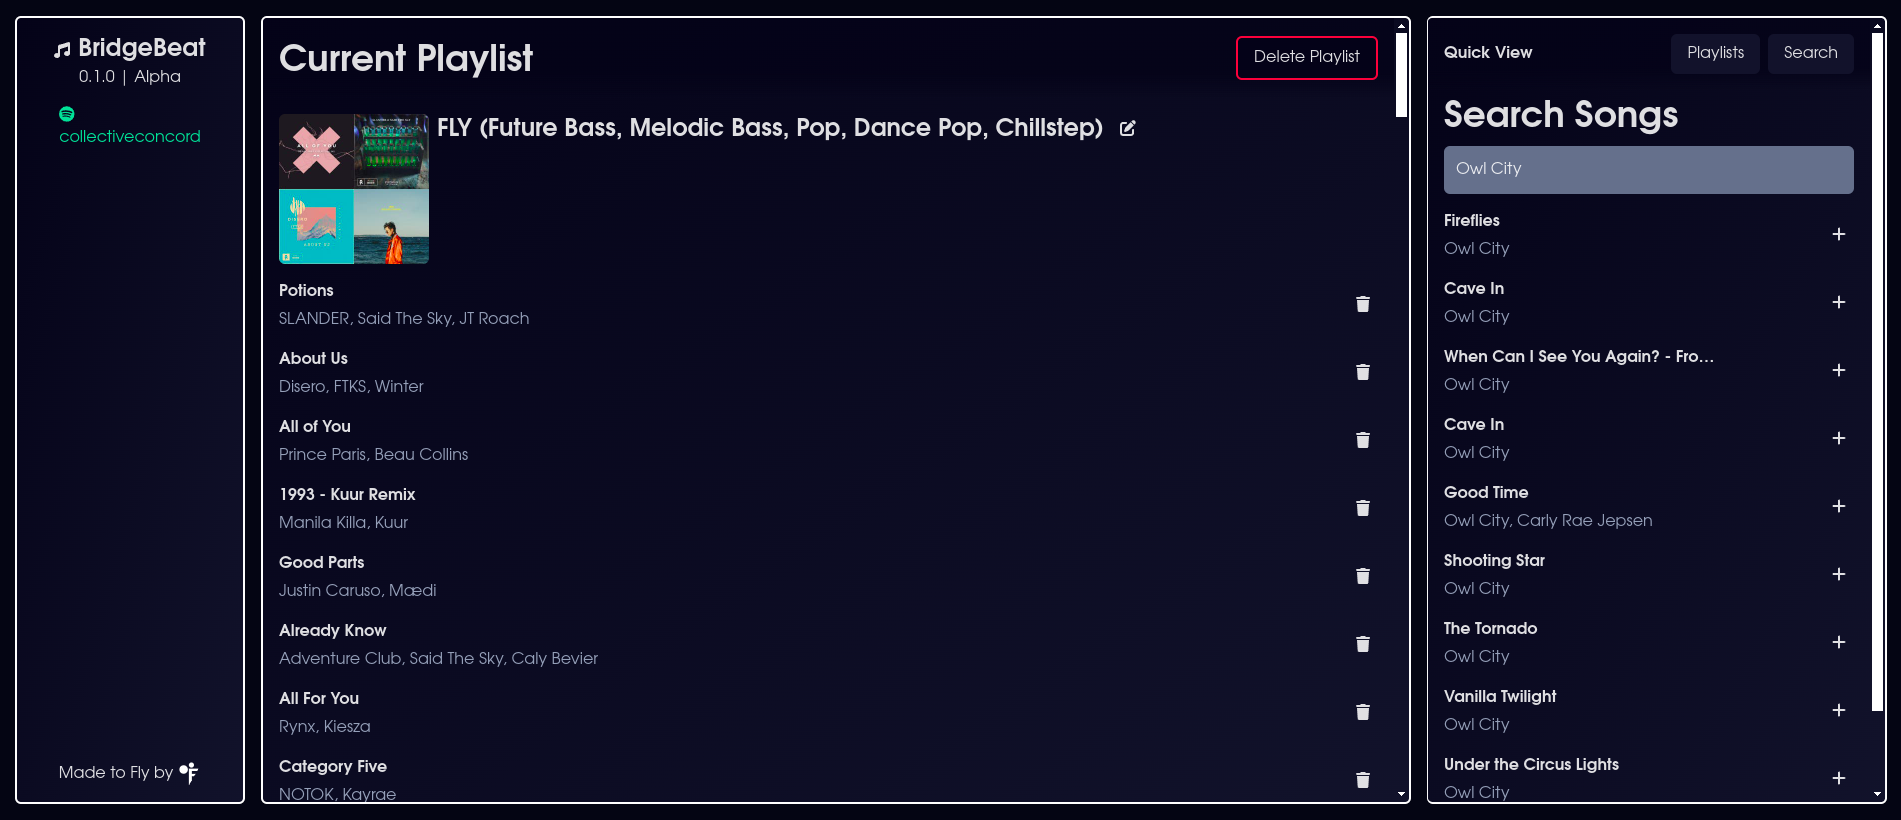 BridgeBeat
0.1.0 | Alpha
collectiveconcord
Made to Fly by
Current Playlist
Delete Playlist
FLY (Future Bass, Melodic Bass, Pop, Dance Pop, Chillstep)
Potions
SLANDER, Said The Sky, JT Roach
About Us
Disero, FTKS, Winter
All of You
Prince Paris, Beau Collins
1993 - Kuur Remix
Manila Killa, Kuur
Good Parts
Justin Caruso, Mædi
Already Know
Adventure Club, Said The Sky, Caly Bevier
All For You
Rynx, Kiesza
Category Five
NOTOK, Kayrae
Quick View
Playlists
Search
Search Songs
Owl City
Fireflies
Owl City
Cave In
Owl City
When Can I See You Again? - Fro...
Owl City
Cave In
Owl City
Good Time
Owl City, Carly Rae Jepsen
Shooting Star
Owl City
The Tornado
Owl City
Vanilla Twilight
Owl City
Under the Circus Lights
Owl City